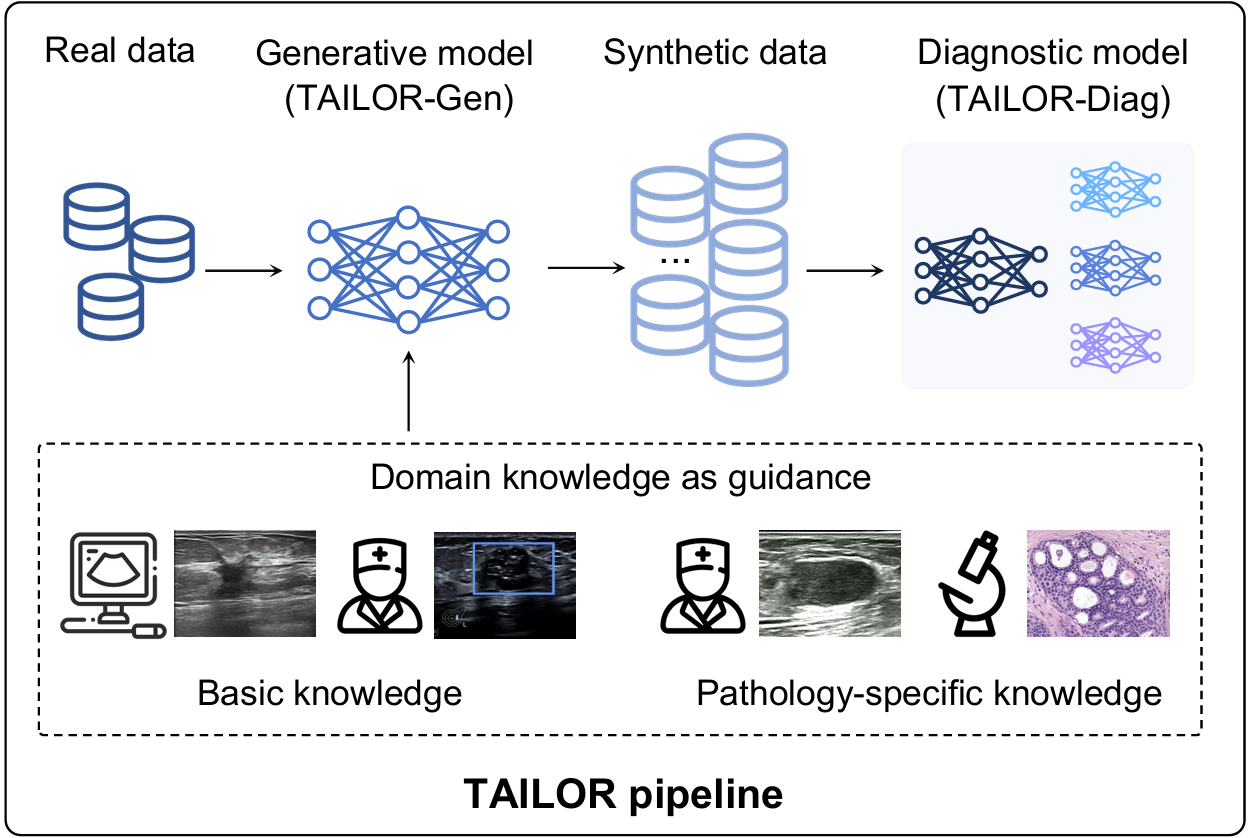 Real data
Generative model
(TAILOR-Gen)
Synthetic data
Diagnostic model
(TAILOR-Diag)
...
Domain knowledge as guidance
Basic knowledge
Pathology-specific knowledge
TAILOR pipeline